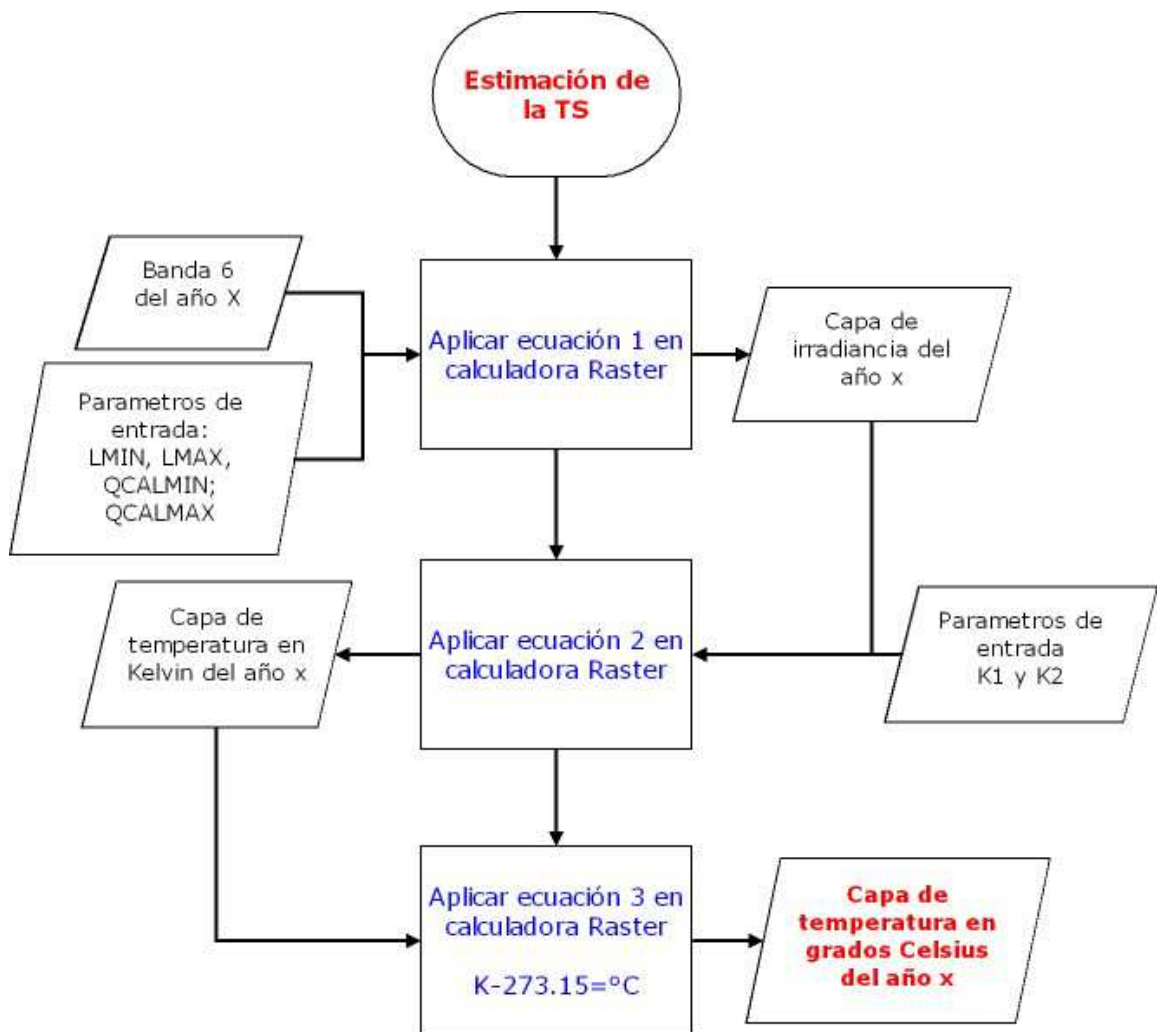 Estimación de
la TS
Banda 6
del año X
Parametros de
entrada:
LMIN, LMAX,
QCALMIN;
QCALMAX
Aplicar ecuación 1 en
calculadora Raster
Capa de
irradiancia del
año x
Capa de
temperatura en
Kelvin del año x
Aplicar ecuación 2 en
calculadora Raster
Parametros de
entrada
K1 y K2
Aplicar ecuación 3 en
calculadora Raster
K-273.15=ºC
Capa de
temperatura en
grados Celsius
del año x